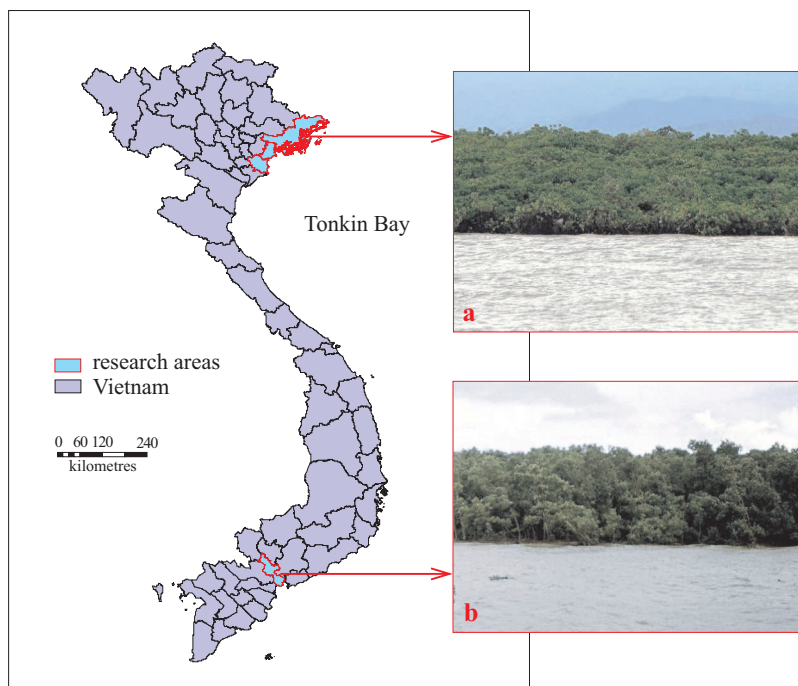 Tonkin Bay
research areas
Vietnam
0 60 120 240
kilometres
a
b